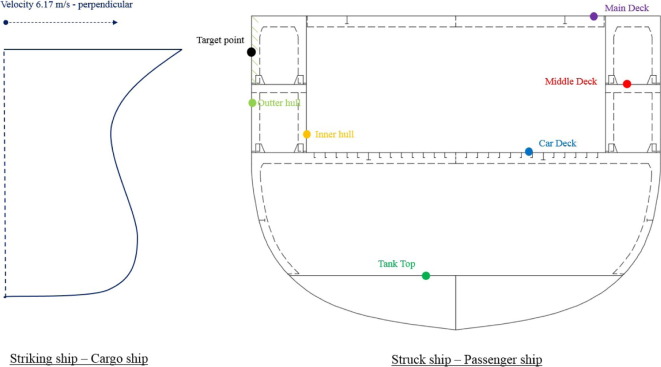 Velocity 6.17 m/s - perpendicular
Main Deck
Target point
Middle Deck
Outter hull
Inner hull
Car Deck
Tank Top
Striking ship – Cargo ship
Struck ship – Passenger ship